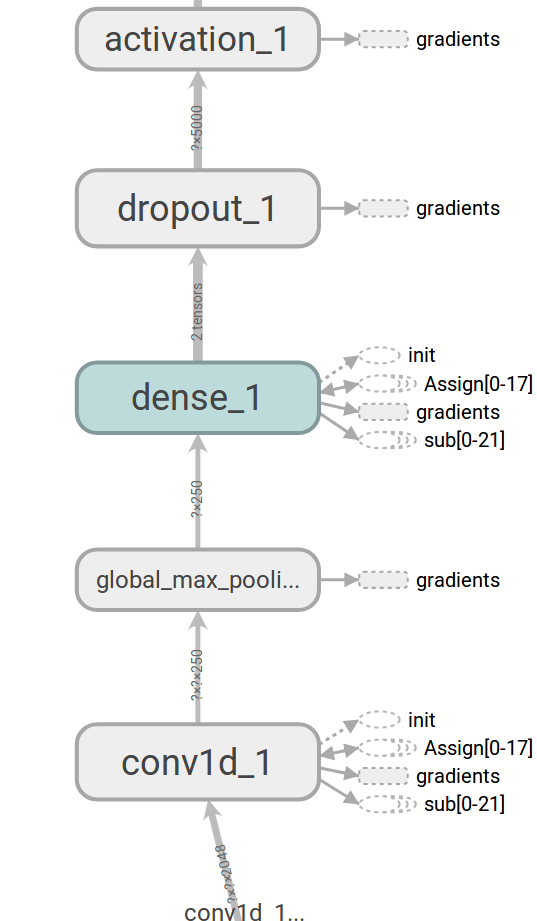 activation_1
gradients
?×5000
dropout_1
gradients
2 tensors
init
dense_1
Assign[0-17]
gradients
sub[0-21]
?×250
global_max_pooli...
gradients
?×?×250
init
conv1d_1
Assign[0-17]
gradients
sub[0-21]
?×?×2048
conv1d_1...